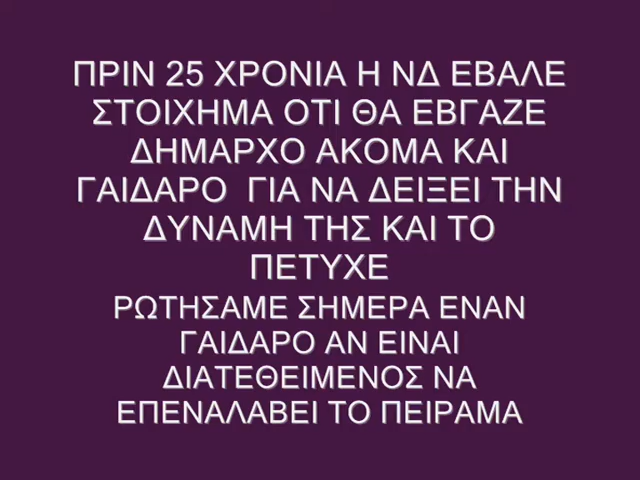 ΠΡΙΝ 25 ΧΡΟΝΙΑ Η ΝΔ ΕΒΑΛΕ
ΣΤΟΙΧΗΜΑ ΟΤΙ ΘΑ ΕΒΓΑΖΕ
ΔΗΜΑΡΧΟ ΑΚΟΜΑ ΚΑΙ
ΓΑΙΔΑΡΟ ΓΙΑ ΝΑ ΔΕΙΞΕΙ ΤΗΝ
ΔΥΝΑΜΗ ΤΗΣ ΚΑΙ ΤΟ
ΠΕΤΥΧΕ
ΡΩΤΗΣΑΜΕ ΣΗΜΕΡΑ ΕΝΑΝ
ΓΑΙΔΑΡΟ ΑΝ ΕΙΝΑΙ
ΔΙΑΤΕΘΕΙΜΕΝΟΣ ΝΑ
ΕΠΕΝΑΛΑΒΕΙ ΤΟ ΠΕΙΡΑΜΑ